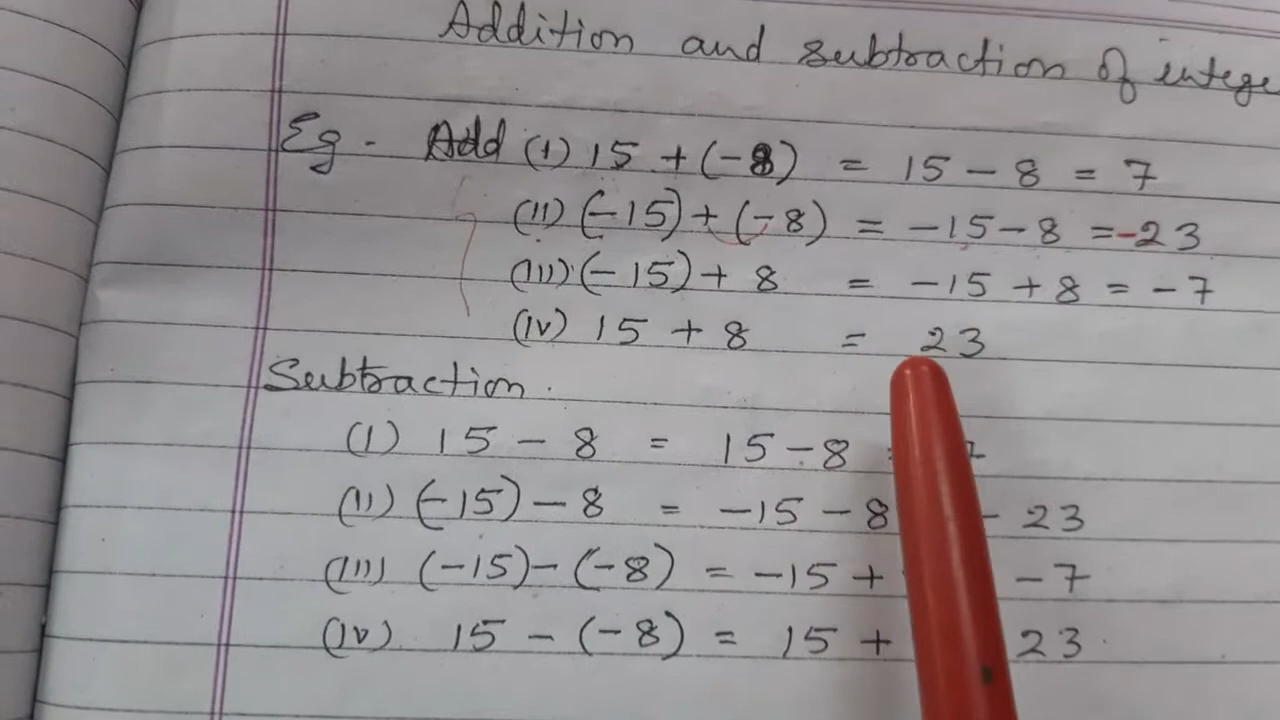 Addition and subtraction of intege
Eg - Add (i) 15 + (-8) = 15 - 8 = 7
(ii) (-15) + (-8) = -15 - 8 = -23
(iii) (-15) + 8 = -15 + 8 = -7
(iv) 15 + 8 = 23
Subtraction.
(i) 15 - 8 = 15 - 8
(ii) (-15) - 8 = -15 - 8 - 23
(iii) (-15) - (-8) = -15 + -7
(iv) 15 - (-8) = 15 + 23